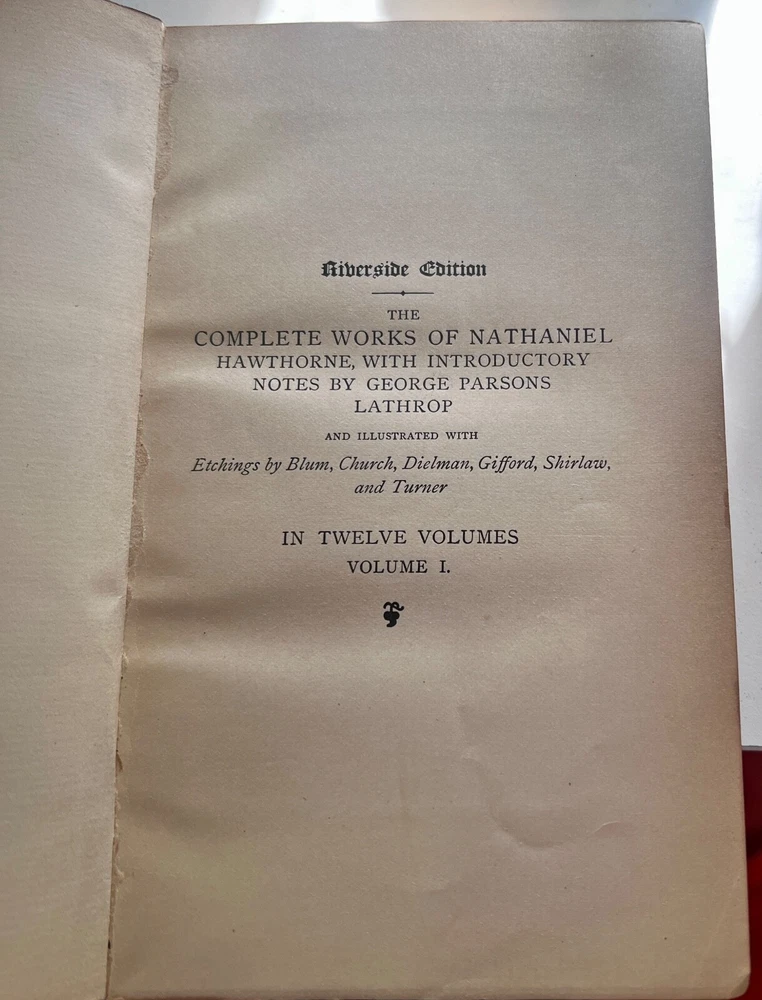 Riverside Edition
THE
COMPLETE WORKS OF NATHANIEL
HAWTHORNE, WITH INTRODUCTORY
NOTES BY GEORGE PARSONS
LATHROP
AND ILLUSTRATED WITH
Etchings by Blum, Church, Dielman, Gifford, Shirlaw,
and Turner
IN TWELVE VOLUMES
VOLUME I.